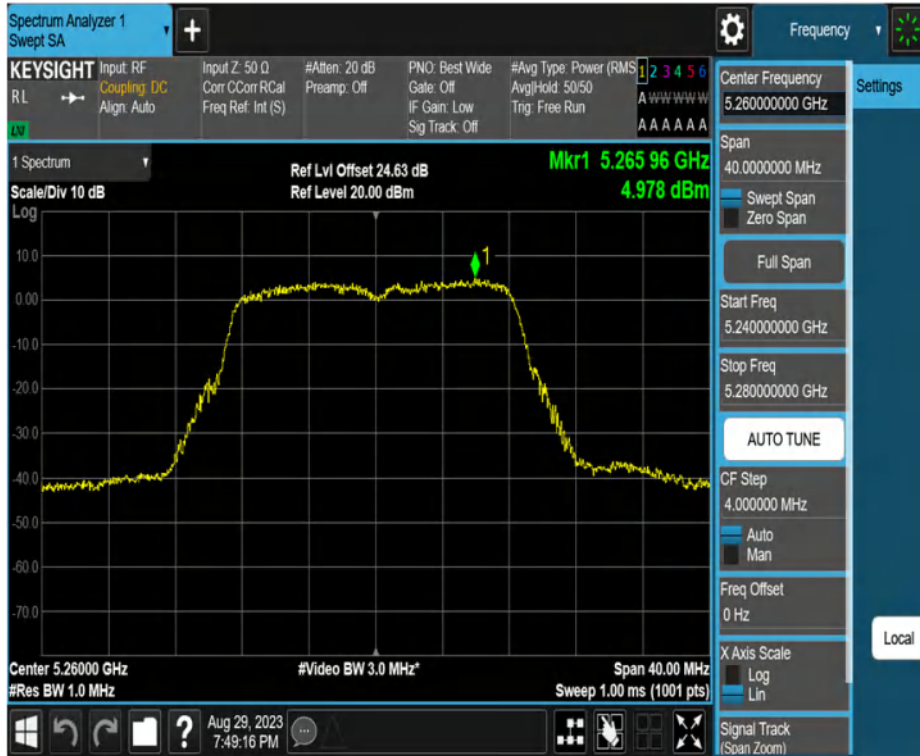 Spectrum Analyzer 1
Swept SA
Frequency
KEYSIGHT
RL
LXI
Input: RF
Coupling: DC
Align: Auto
Input Z: 50 Ω
Corr CCorr RCal
Freq Ref: Int (S)
#Atten: 20 dB
Preamp: Off
PNO: Best Wide
Gate: Off
IF Gain: Low
Sig Track: Off
#Avg Type: Power (RMS
Avg|Hold: 50/50
Trig: Free Run
1 2 3 4 5 6
A W W W W W
A A A A A A
1 Spectrum
Scale/Div 10 dB
Log
Ref Lvl Offset 24.63 dB
Ref Level 20.00 dBm
Mkr1 5.265 96 GHz
4.978 dBm
1
10.0
0.00
-10.0
-20.0
-30.0
-40.0
-50.0
-60.0
-70.0
Center 5.26000 GHz
#Res BW 1.0 MHz
#Video BW 3.0 MHz*
Span 40.00 MHz
Sweep 1.00 ms (1001 pts)
Aug 29, 2023
7:49:16 PM
Center Frequency
5.260000000 GHz
Span
40.0000000 MHz
Swept Span
Zero Span
Full Span
Start Freq
5.240000000 GHz
Stop Freq
5.280000000 GHz
AUTO TUNE
CF Step
4.000000 MHz
Auto
Man
Freq Offset
0 Hz
X Axis Scale
Log
Lin
Signal Track
(Span Zoom)
Settings
Local